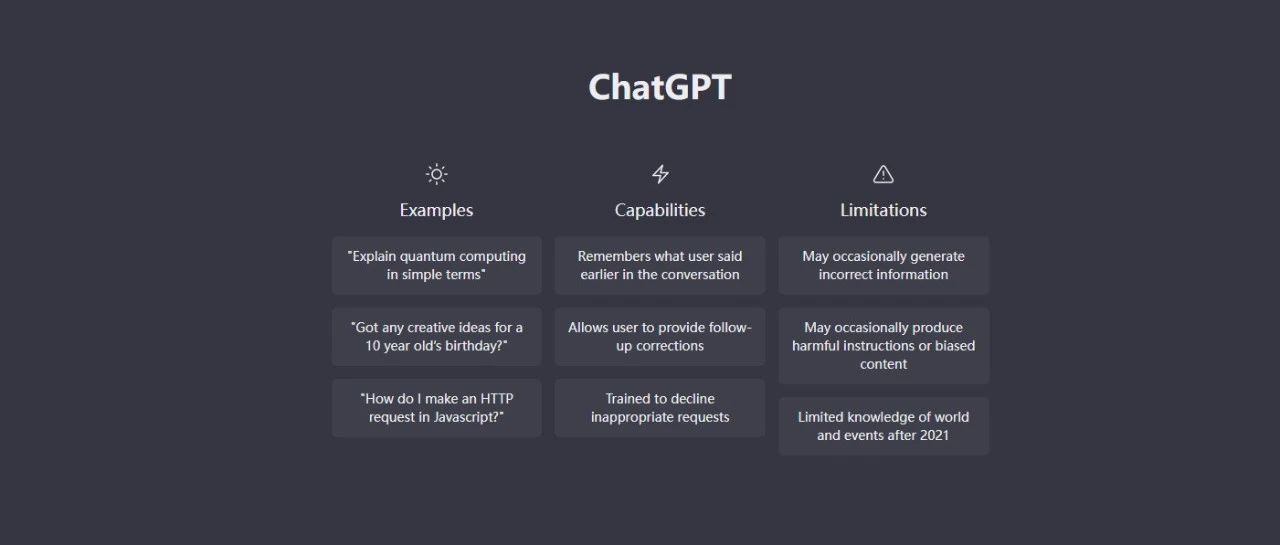 ChatGPT
Examples
"Explain quantum computing
in simple terms"
"Got any creative ideas for a
10 year old's birthday?"
"How do I make an HTTP
request in Javascript?"
Capabilities
Remembers what user said
earlier in the conversation
Allows user to provide follow-
up corrections
Trained to decline
inappropriate requests
Limitations
May occasionally generate
incorrect information
May occasionally produce
harmful instructions or biased
content
Limited knowledge of world
and events after 2021